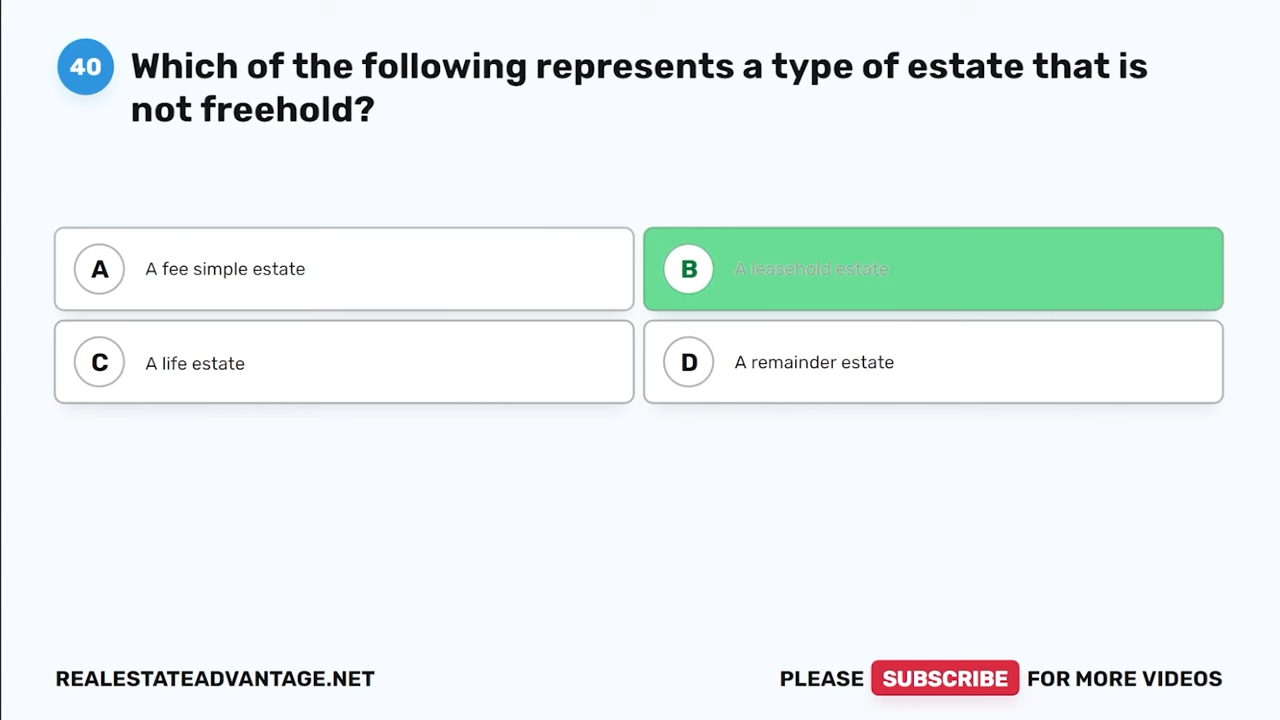 40
Which of the following represents a type of estate that is
not freehold?
A
A fee simple estate
B
A leasehold estate
C
A life estate
D
A remainder estate
REALESTATEADVANTAGE.NET
PLEASE SUBSCRIBE FOR MORE VIDEOS